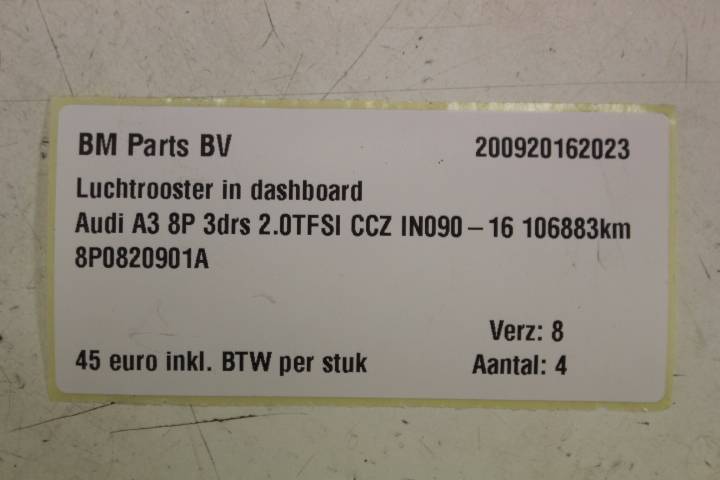 BM Parts BV 200920162023
Luchtrooster in dashboard
Audi A3 8P 3drs 2.0TFSI CCZ IN090 – 16 106883km
8P0820901A
Verz: 8
45 euro inkl. BTW per stuk Aantal: 4